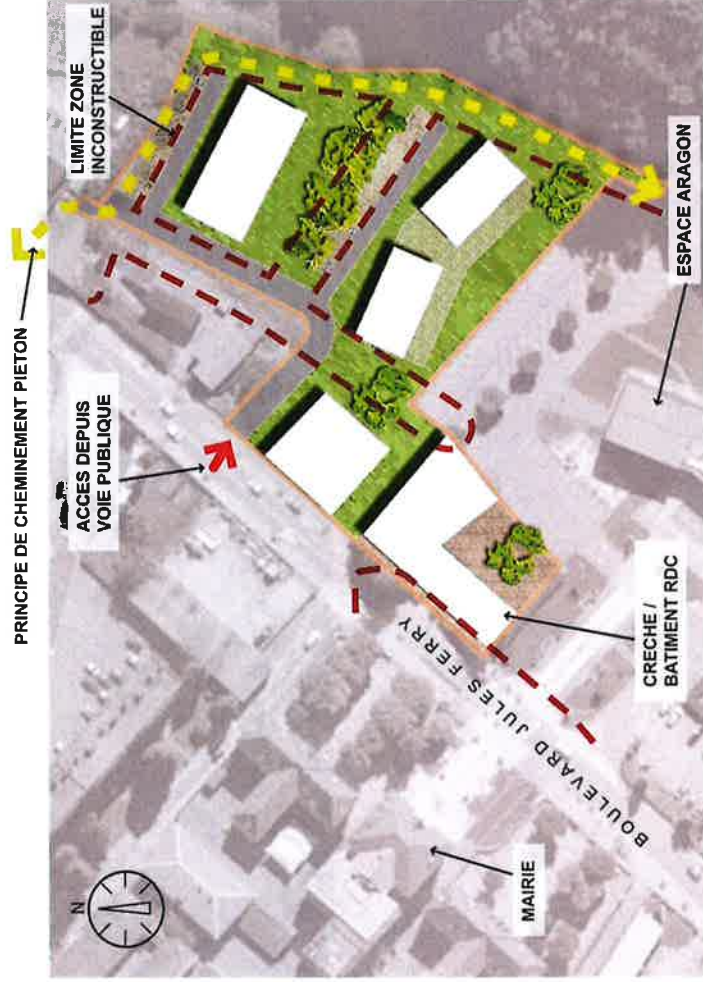 PRINCIPE DE CHEMINEMENT PIETON
LIMITE ZONE
INCONSTRUCTIBLE
ACCES DEPUIS
VOIE PUBLIQUE
ESPACE ARAGON
CRECHE /
BATIMENT RDC
BOULEVARD JULES FERRY
MAIRIE
N